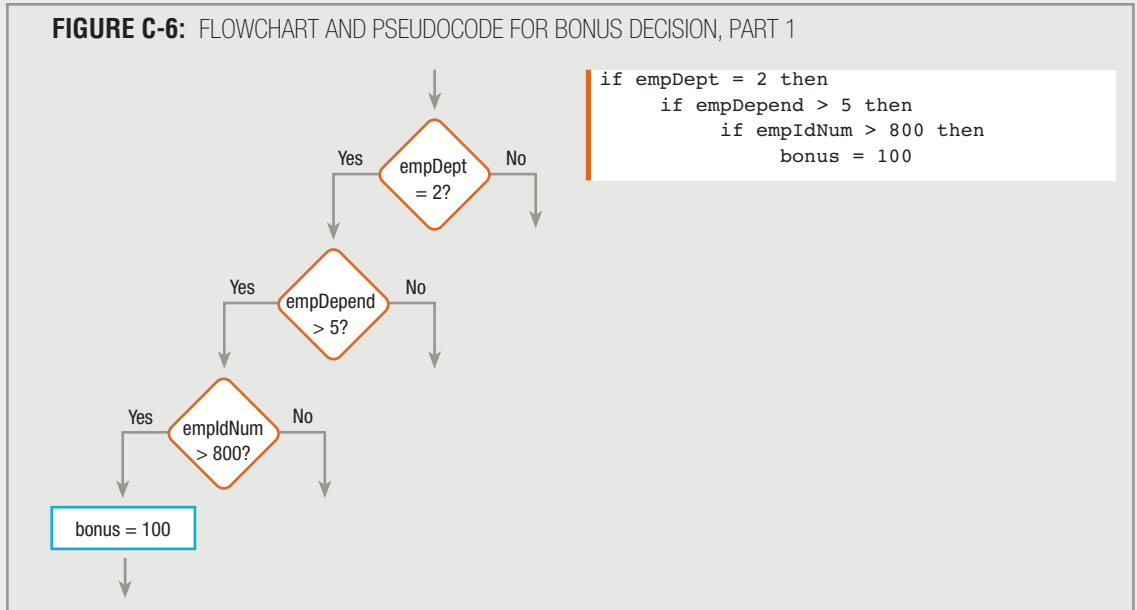 FIGURE C-6: FLOWCHART AND PSEUDOCODE FOR BONUS DECISION, PART 1
if empDept = 2 then
if empDepend > 5 then
if empIdNum > 800 then
bonus = 100
Yes
empDept
= 2?
No
Yes
empDepend
> 5?
No
Yes
empIdNum
> 800?
No
bonus = 100